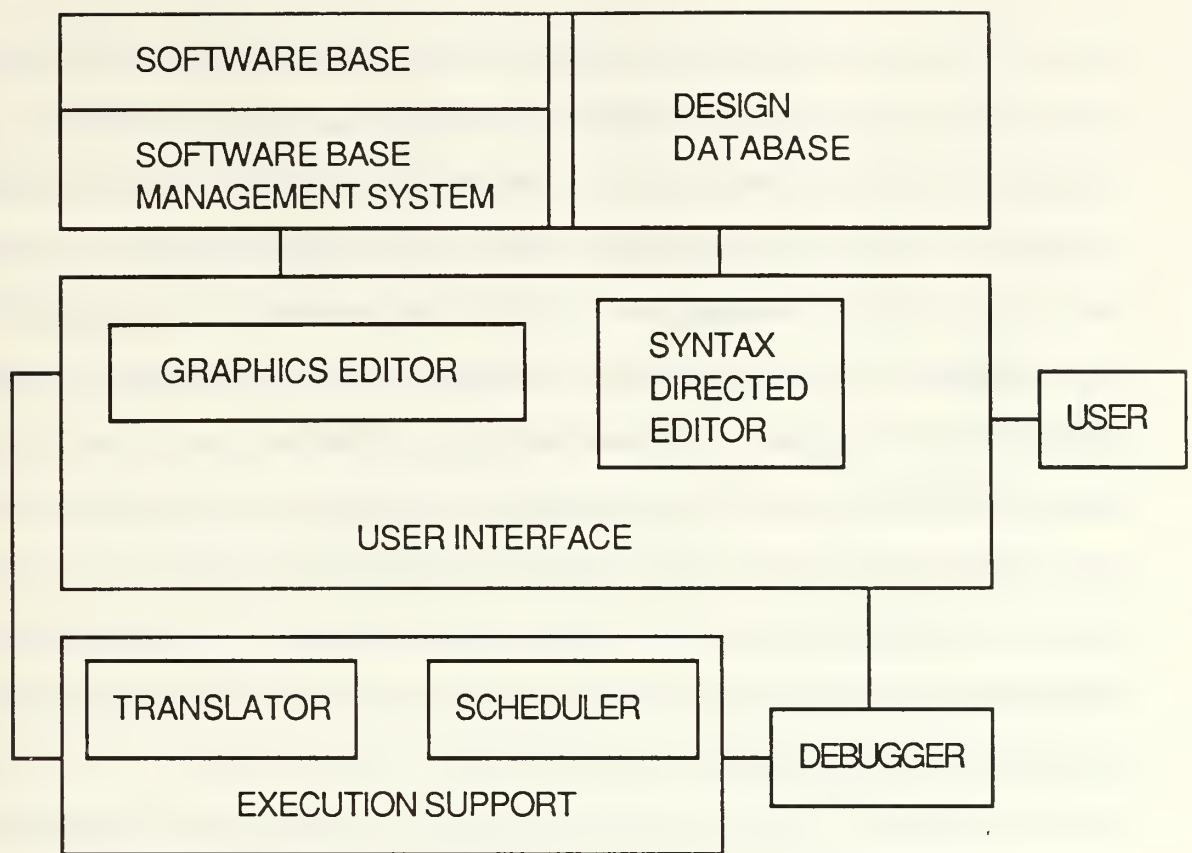 SOFTWARE BASE
SOFTWARE BASE
MANAGEMENT SYSTEM
DESIGN
DATABASE
GRAPHICS EDITOR
SYNTAX
DIRECTED
EDITOR
USER
USER INTERFACE
TRANSLATOR
SCHEDULER
DEBUGGER
EXECUTION SUPPORT